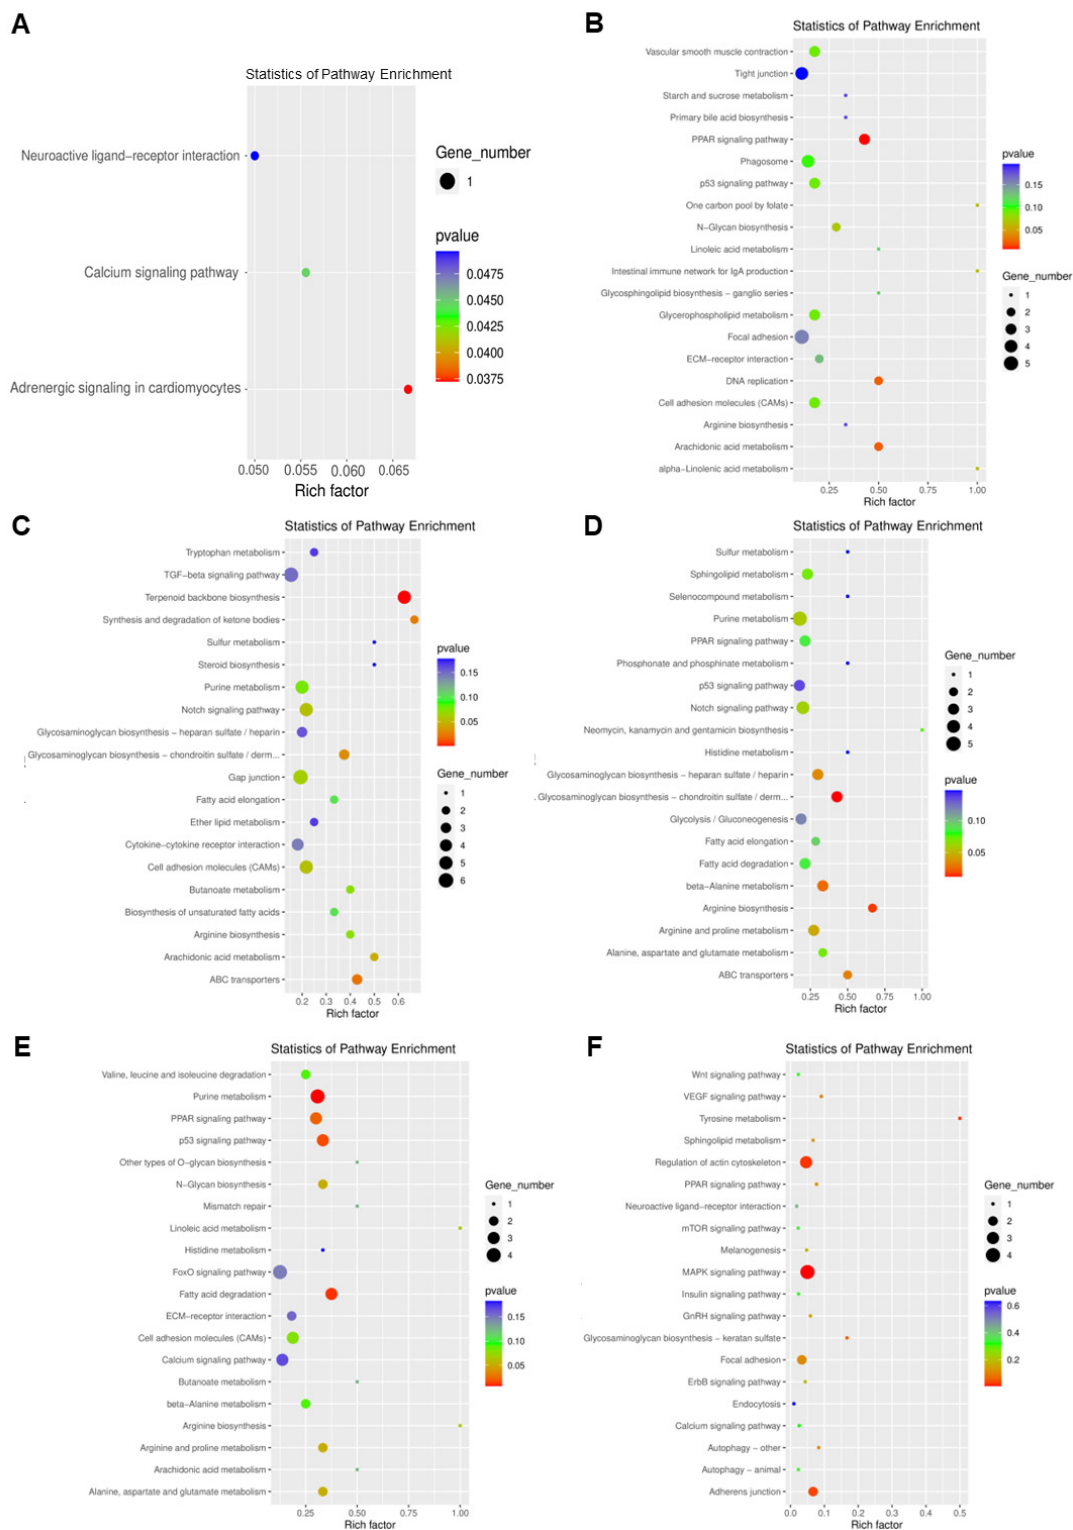 A
Statistics of Pathway Enrichment
Neuroactive ligand−receptor interaction
Calcium signaling pathway
Adrenergic signaling in cardiomyocytes
0.050 0.055 0.060 0.065
Rich factor
Gene_number
1
pvalue
0.0475
0.0450
0.0425
0.0400
0.0375
B
Statistics of Pathway Enrichment
Vascular smooth muscle contraction
Tight junction
Starch and sucrose metabolism
Primary bile acid biosynthesis
PPAR signaling pathway
Phagosome
p53 signaling pathway
One carbon pool by folate
N−Glycan biosynthesis
Linoleic acid metabolism
Intestinal immune network for IgA production
Glycosphingolipid biosynthesis − ganglio series
Glycerophospholipid metabolism
Focal adhesion
ECM−receptor interaction
DNA replication
Cell adhesion molecules (CAMs)
Arginine biosynthesis
Arachidonic acid metabolism
alpha−Linolenic acid metabolism
0.25 0.50 0.75 1.00
Rich factor
pvalue
0.15
0.10
0.05
Gene_number
1
2
3
4
5
C
Statistics of Pathway Enrichment
Tryptophan metabolism
TGF−beta signaling pathway
Terpenoid backbone biosynthesis
Synthesis and degradation of ketone bodies
Sulfur metabolism
Steroid biosynthesis
Purine metabolism
Notch signaling pathway
Glycosaminoglycan biosynthesis − heparan sulfate / heparin
Glycosaminoglycan biosynthesis − chondroitin sulfate / derm...
Gap junction
Fatty acid elongation
Ether lipid metabolism
Cytokine−cytokine receptor interaction
Cell adhesion molecules (CAMs)
Butanoate metabolism
Biosynthesis of unsaturated fatty acids
Arginine biosynthesis
Arachidonic acid metabolism
ABC transporters
0.2 0.3 0.4 0.5 0.6
Rich factor
pvalue
0.15
0.10
0.05
Gene_number
1
2
3
4
5
6
D
Statistics of Pathway Enrichment
Sulfur metabolism
Sphingolipid metabolism
Selenocompound metabolism
Purine metabolism
PPAR signaling pathway
Phosphonate and phosphinate metabolism
p53 signaling pathway
Notch signaling pathway
Neomycin, kanamycin and gentamicin biosynthesis
Histidine metabolism
Glycosaminoglycan biosynthesis − heparan sulfate / heparin
Glycosaminoglycan biosynthesis − chondroitin sulfate / derm...
Glycolysis / Gluconeogenesis
Fatty acid elongation
Fatty acid degradation
beta−Alanine metabolism
Arginine biosynthesis
Arginine and proline metabolism
Alanine, aspartate and glutamate metabolism
ABC transporters
0.25 0.50 0.75 1.00
Rich factor
Gene_number
1
2
3
4
5
pvalue
0.10
0.05
E
Statistics of Pathway Enrichment
Valine, leucine and isoleucine degradation
Purine metabolism
PPAR signaling pathway
p53 signaling pathway
Other types of O−glycan biosynthesis
N−Glycan biosynthesis
Mismatch repair
Linoleic acid metabolism
Histidine metabolism
FoxO signaling pathway
Fatty acid degradation
ECM−receptor interaction
Cell adhesion molecules (CAMs)
Calcium signaling pathway
Butanoate metabolism
beta−Alanine metabolism
Arginine biosynthesis
Arginine and proline metabolism
Arachidonic acid metabolism
Alanine, aspartate and glutamate metabolism
0.25 0.50 0.75 1.00
Rich factor
Gene_number
1
2
3
4
pvalue
0.15
0.10
0.05
F
Statistics of Pathway Enrichment
Wnt signaling pathway
VEGF signaling pathway
Tyrosine metabolism
Sphingolipid metabolism
Regulation of actin cytoskeleton
PPAR signaling pathway
Neuroactive ligand−receptor interaction
mTOR signaling pathway
Melanogenesis
MAPK signaling pathway
Insulin signaling pathway
GnRH signaling pathway
Glycosaminoglycan biosynthesis − keratan sulfate
Focal adhesion
ErbB signaling pathway
Endocytosis
Calcium signaling pathway
Autophagy − other
Autophagy − animal
Adherens junction
0.0 0.1 0.2 0.3 0.4 0.5
Rich factor
Gene_number
1
2
3
4
pvalue
0.6
0.4
0.2